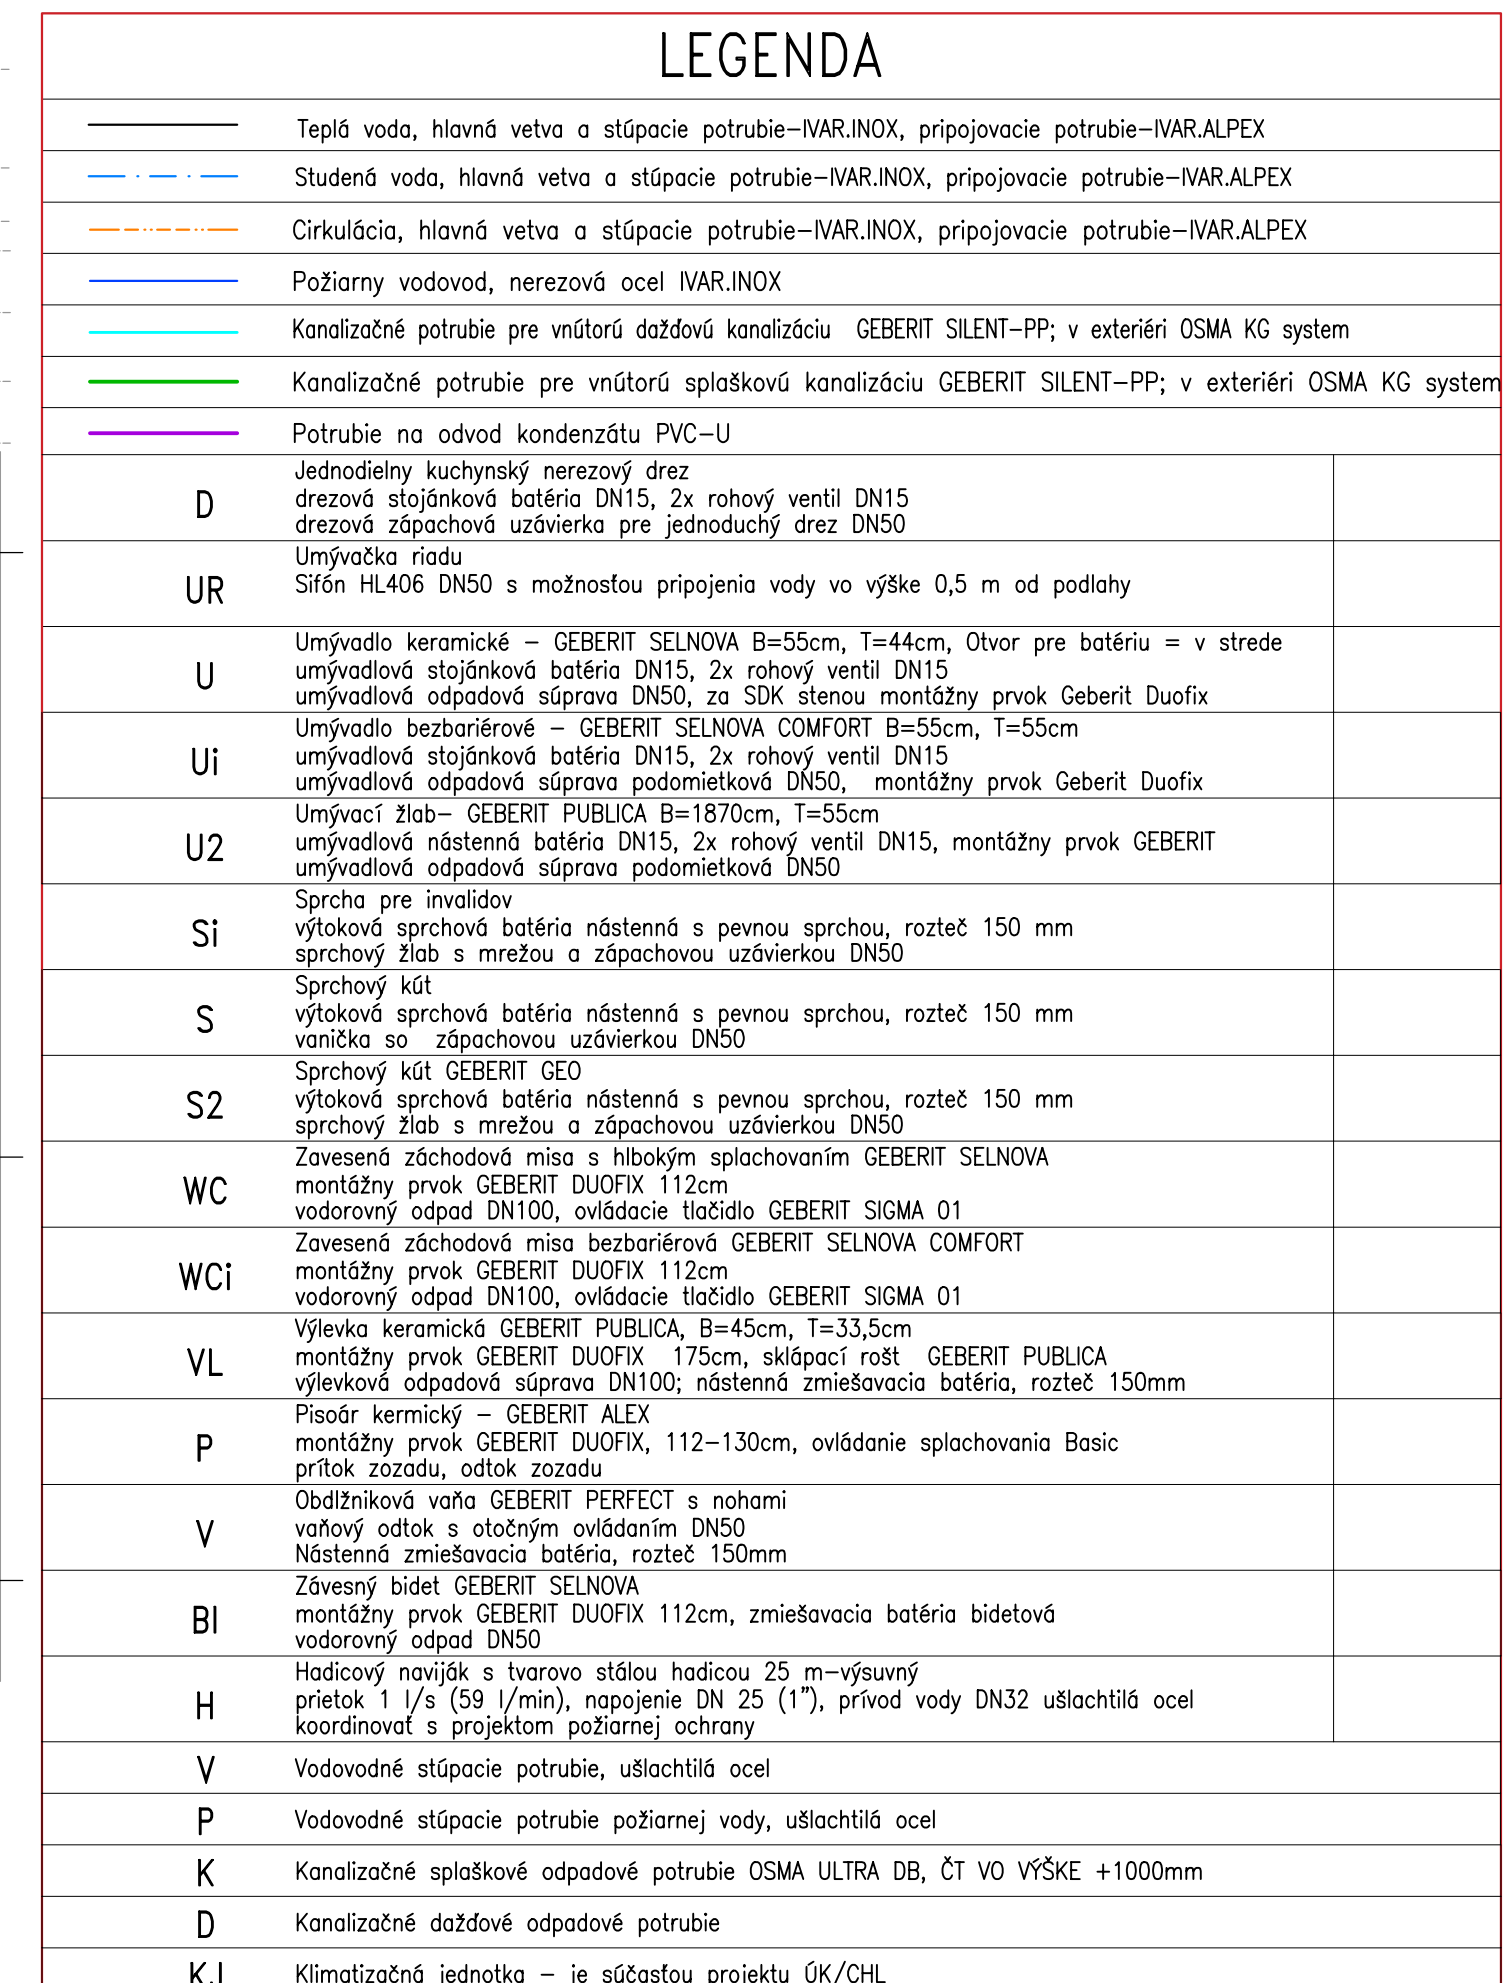 LEGENDA
Teplá voda, hlavná vetva a stúpacie potrubie-IVAR.INOX, pripojovacie potrubie-IVAR.ALPEX
Studená voda, hlavná vetva a stúpacie potrubie-IVAR.INOX, pripojovacie potrubie-IVAR.ALPEX
Cirkulácia, hlavná vetva a stúpacie potrubie-IVAR.INOX, pripojovacie potrubie-IVAR.ALPEX
Požiarny vodovod, nerezová ocel IVAR.INOX
Kanalizačné potrubie pre vnútorú dažďovú kanalizáciu GEBERIT SILENT-PP; v exteriéri OSMA KG system
Kanalizačné potrubie pre vnútorú splaškovú kanalizáciu GEBERIT SILENT-PP; v exteriéri OSMA KG system
Potrubie na odvod kondenzátu PVC-U
D
Jednodielny kuchynský nerezový drez
drezová stojánková batéria DN15, 2x rohový ventil DN15
drezová zápachová uzávierka pre jednoduchý drez DN50
UR
Umývačka riadu
Sifón HL406 DN50 s možnosťou pripojenia vody vo výške 0,5 m od podlahy
U
Umývadlo keramické - GEBERIT SELNOVA B=55cm, T=44cm, Otvor pre batériu = v strede
umývadlová stojánková batéria DN15, 2x rohový ventil DN15
umývadlová odpadová súprava DN50, za SDK stenou montážny prvok Geberit Duofix
Ui
Umývadlo bezbariérové - GEBERIT SELNOVA COMFORT B=55cm, T=55cm
umývadlová stojánková batéria DN15, 2x rohový ventil DN15
umývadlová odpadová súprava podomietková DN50, montážny prvok Geberit Duofix
U2
Umývací žlab- GEBERIT PUBLICA B=1870cm, T=55cm
umývadlová nástenná batéria DN15, 2x rohový ventil DN15, montážny prvok GEBERIT
umývadlová odpadová súprava podomietková DN50
Si
Sprcha pre invalidov
výtoková sprchová batéria nástenná s pevnou sprchou, rozteč 150 mm
sprchový žlab s mrežou a zápachovou uzávierkou DN50
S
Sprchový kút
výtoková sprchová batéria nástenná s pevnou sprchou, rozteč 150 mm
vanička so zápachovou uzávierkou DN50
S2
Sprchový kút GEBERIT GEO
výtoková sprchová batéria nástenná s pevnou sprchou, rozteč 150 mm
sprchový žlab s mrežou a zápachovou uzávierkou DN50
WC
Zavesená záchodová misa s hlbokým splachovaním GEBERIT SELNOVA
montážny prvok GEBERIT DUOFIX 112cm
vodorovný odpad DN100, ovládacie tlačidlo GEBERIT SIGMA 01
WCi
Zavesená záchodová misa bezbariérová GEBERIT SELNOVA COMFORT
montážny prvok GEBERIT DUOFIX 112cm
vodorovný odpad DN100, ovládacie tlačidlo GEBERIT SIGMA 01
VL
Výlevka keramická GEBERIT PUBLICA, B=45cm, T=33,5cm
montážny prvok GEBERIT DUOFIX 175cm, sklápací rošt GEBERIT PUBLICA
výlevková odpadová súprava DN100; nástenná zmiešavacia batéria, rozteč 150mm
P
Pisoár kermický - GEBERIT ALEX
montážny prvok GEBERIT DUOFIX, 112-130cm, ovládanie splachovania Basic
prítok zozadu, odtok zozadu
V
Obdlžniková vaňa GEBERIT PERFECT s nohami
vaňový odtok s otočným ovládaním DN50
Nástenná zmiešavacia batéria, rozteč 150mm
BI
Závesný bidet GEBERIT SELNOVA
montážny prvok GEBERIT DUOFIX 112cm, zmiešavacia batéria bidetová
vodorovný odpad DN50
H
Hadicový naviják s tvarovo stálou hadicou 25 m-výsuvný
prietok 1 l/s (59 l/min), napojenie DN 25 (1"), prívod vody DN32 ušlachtilá ocel
koordinovať s projektom požiarnej ochrany
V
Vodovodné stúpacie potrubie, ušlachtilá ocel
P
Vodovodné stúpacie potrubie požiarnej vody, ušlachtilá ocel
K
Kanalizačné splaškové odpadové potrubie OSMA ULTRA DB, ČT VO VÝŠKE +1000mm
D
Kanalizačné dažďové odpadové potrubie
KJ
Klimatizačná jednotka - je súčasťou projektu ÚK/CHL